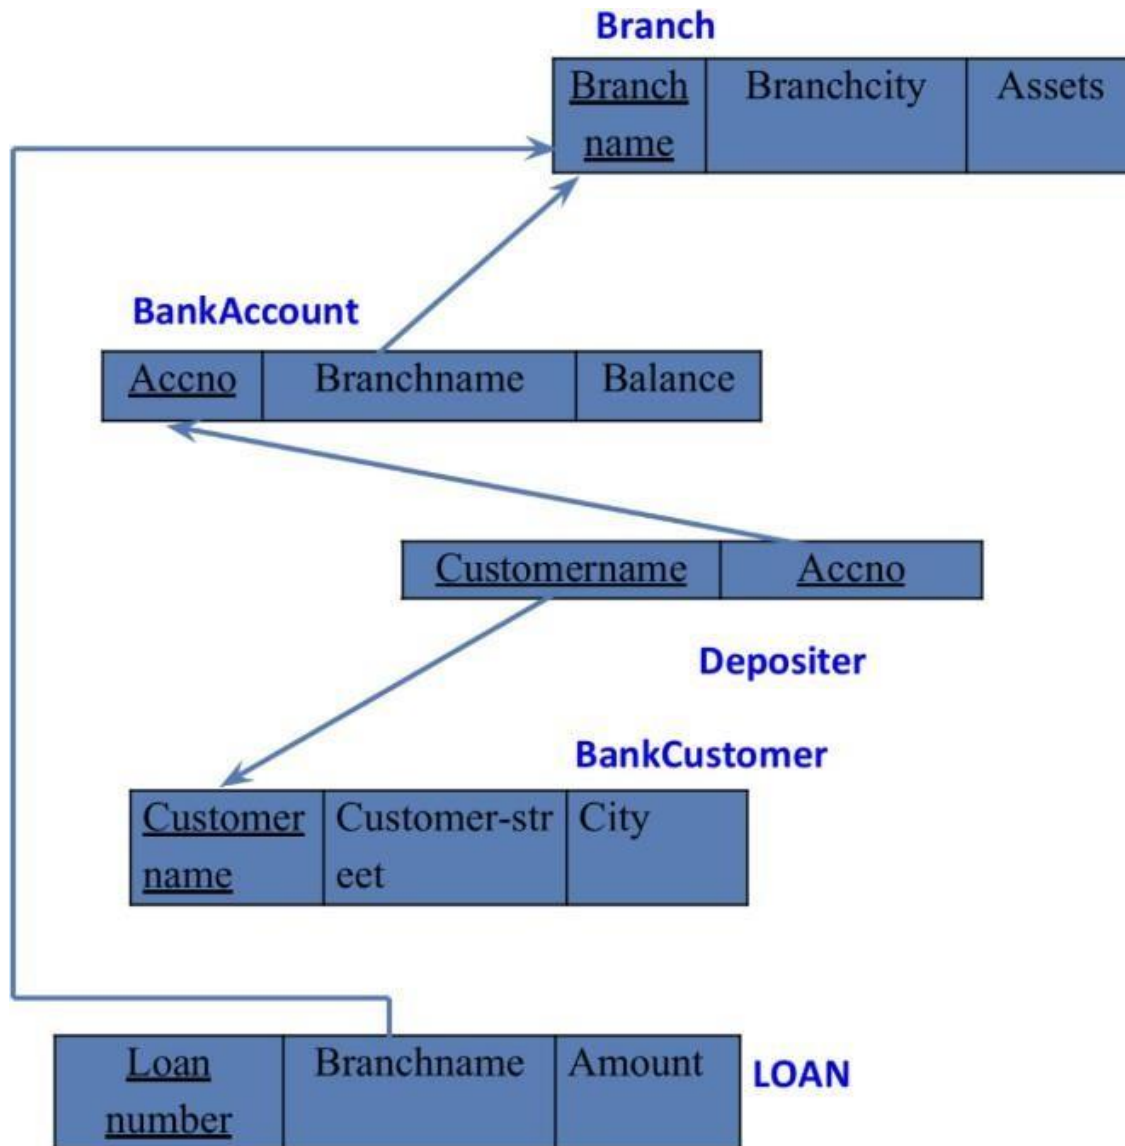 Branch
Branch Branchcity Assets
name
BankAccount
Accno Branchname Balance
Customername Accno
Depositer
BankCustomer
Customer Customer-str City
name eet
Loan Branchname Amount
number
LOAN